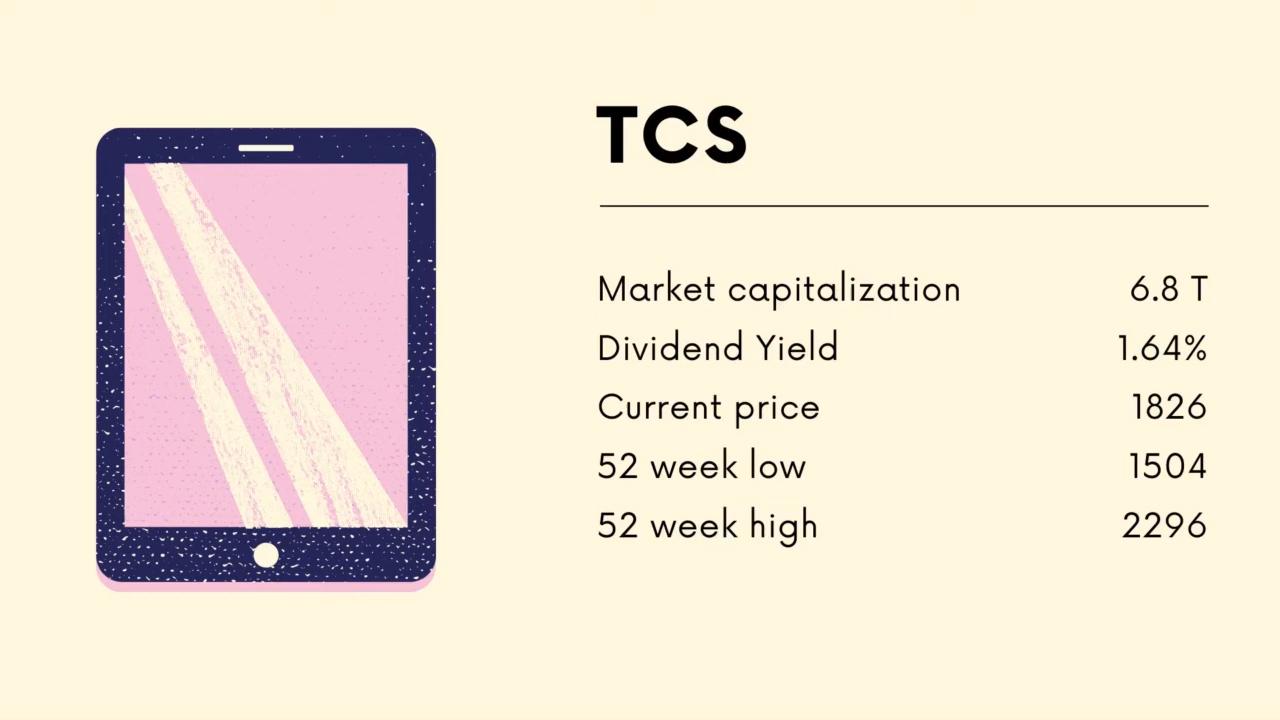 TCS
Market capitalization 6.8 T
Dividend Yield 1.64%
Current price 1826
52 week low 1504
52 week high 2296